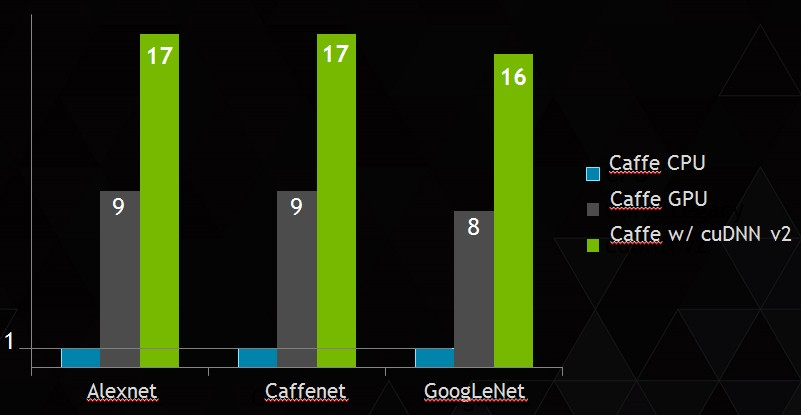 17
17
16
9
9
8
1
Alexnet
Caffenet
GoogLeNet
Caffe CPU
Caffe GPU
Caffe w/ cuDNN v2